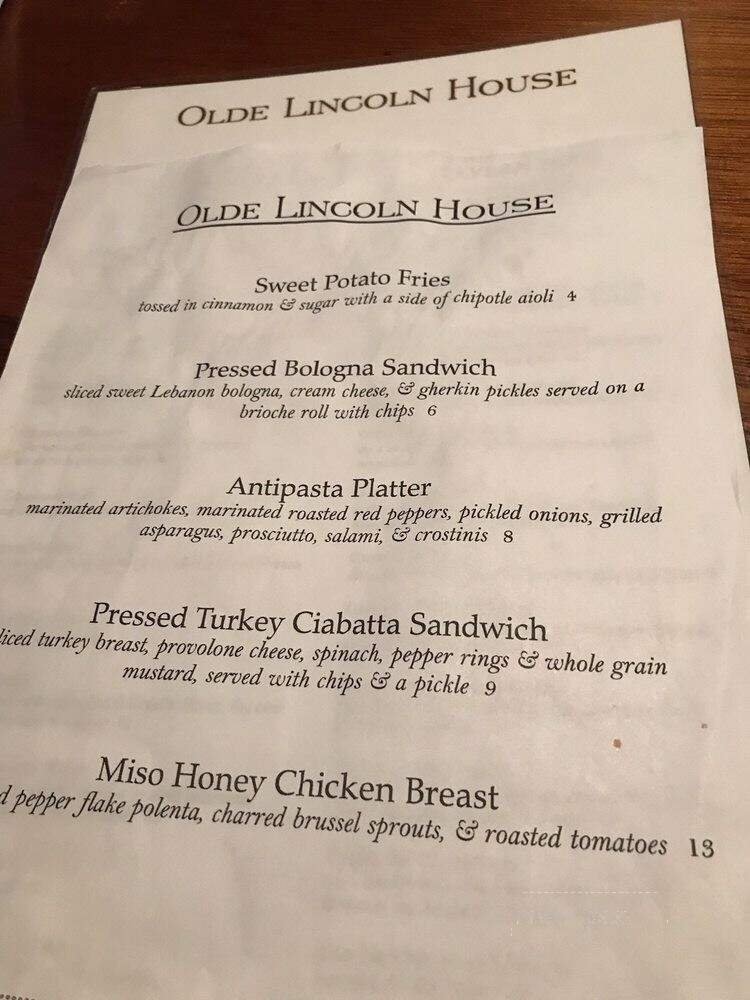 OLDE LINCOLN HOUSE
OLDE LINCOLN HOUSE
Sweet Potato Fries
tossed in cinnamon & sugar with a side of chipotle aioli 4
Pressed Bologna Sandwich
sliced sweet Lebanon bologna, cream cheese, & gherkin pickles served on a
brioche roll with chips 6
Antipasta Platter
marinated artichokes, marinated roasted red peppers, pickled onions, grilled
asparagus, prosciutto, salami, & crostinis 8
Pressed Turkey Ciabatta Sandwich
turkey breast, provolone cheese, spinach, pepper rings & whole grain
mustard, served with chips & a pickle 9
Miso Honey Chicken Breast
pepper flake polenta, charred brussel sprouts, & roasted tomatoes 13